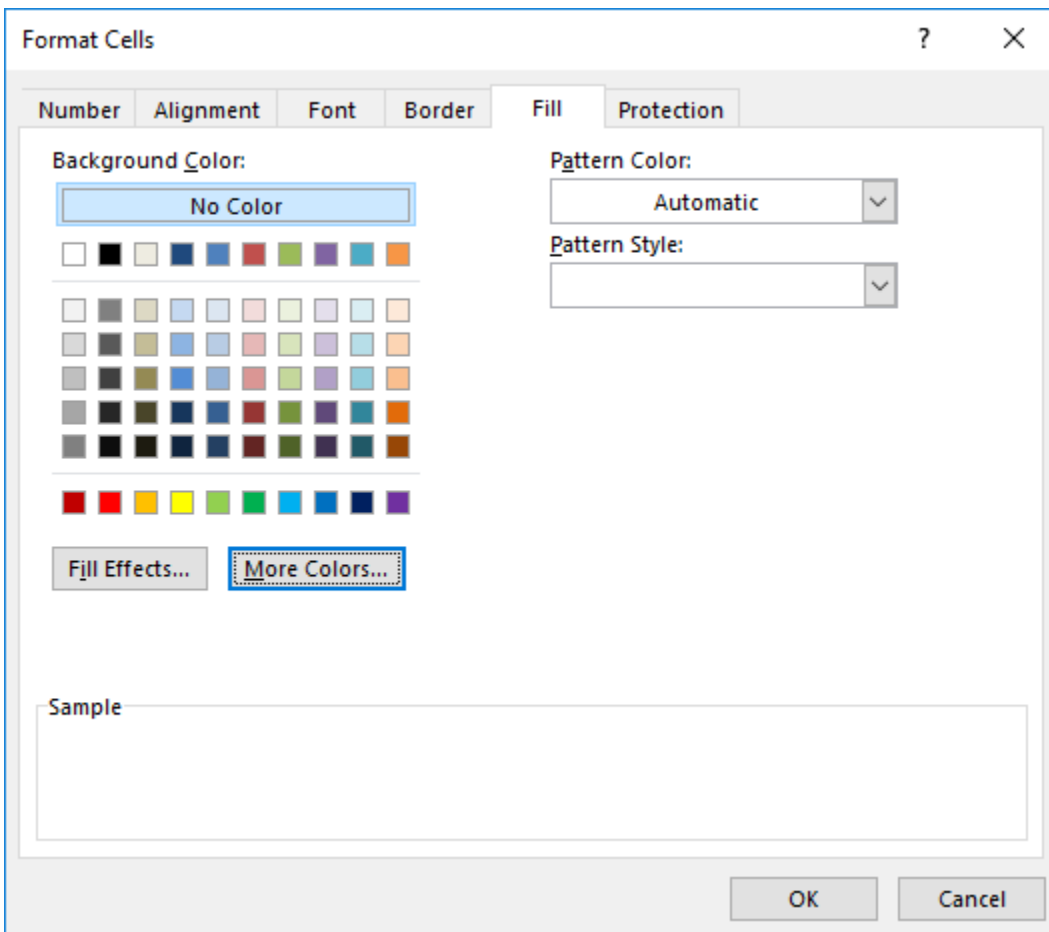 Format Cells
?
Number Alignment Font Border Fill Protection
Background Color:
No Color
Pattern Color:
Automatic
Pattern Style:
Fill Effects... More Colors...
Sample
OK Cancel